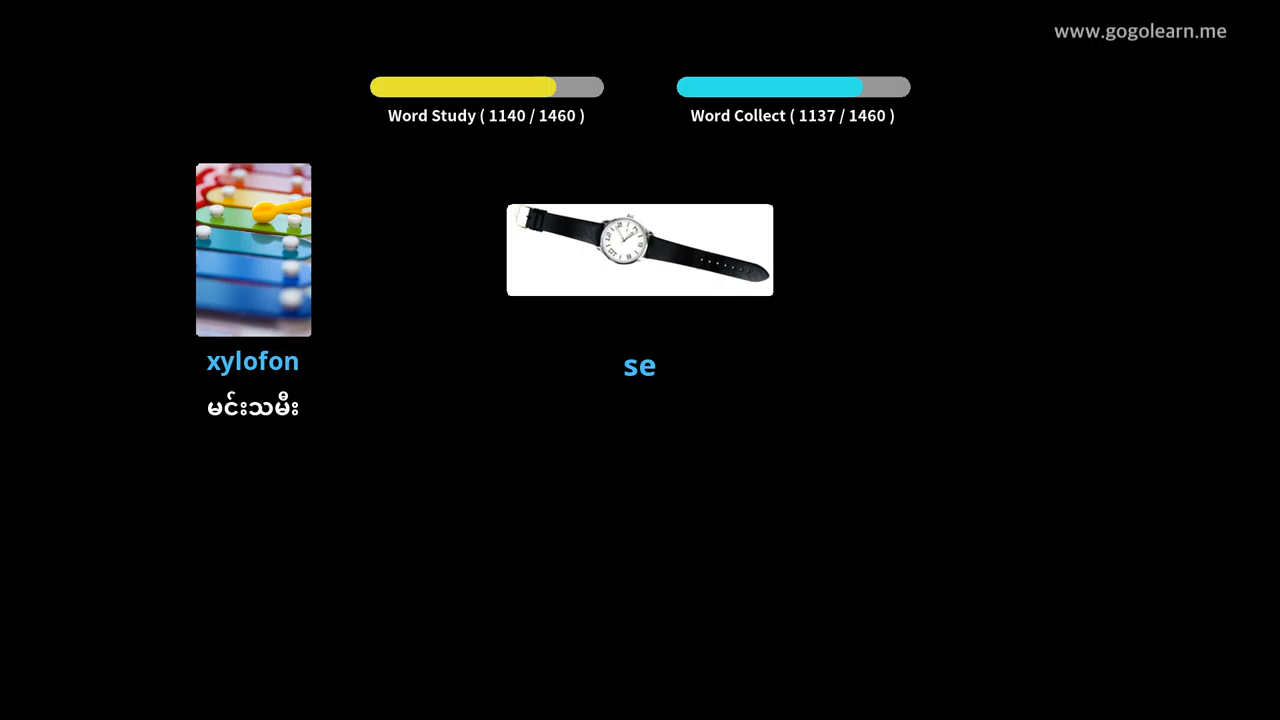 www.gogolearn.me
Word Study ( 1140 / 1460 )
Word Collect ( 1137 / 1460 )
xylofon
မင်းသမီး
se